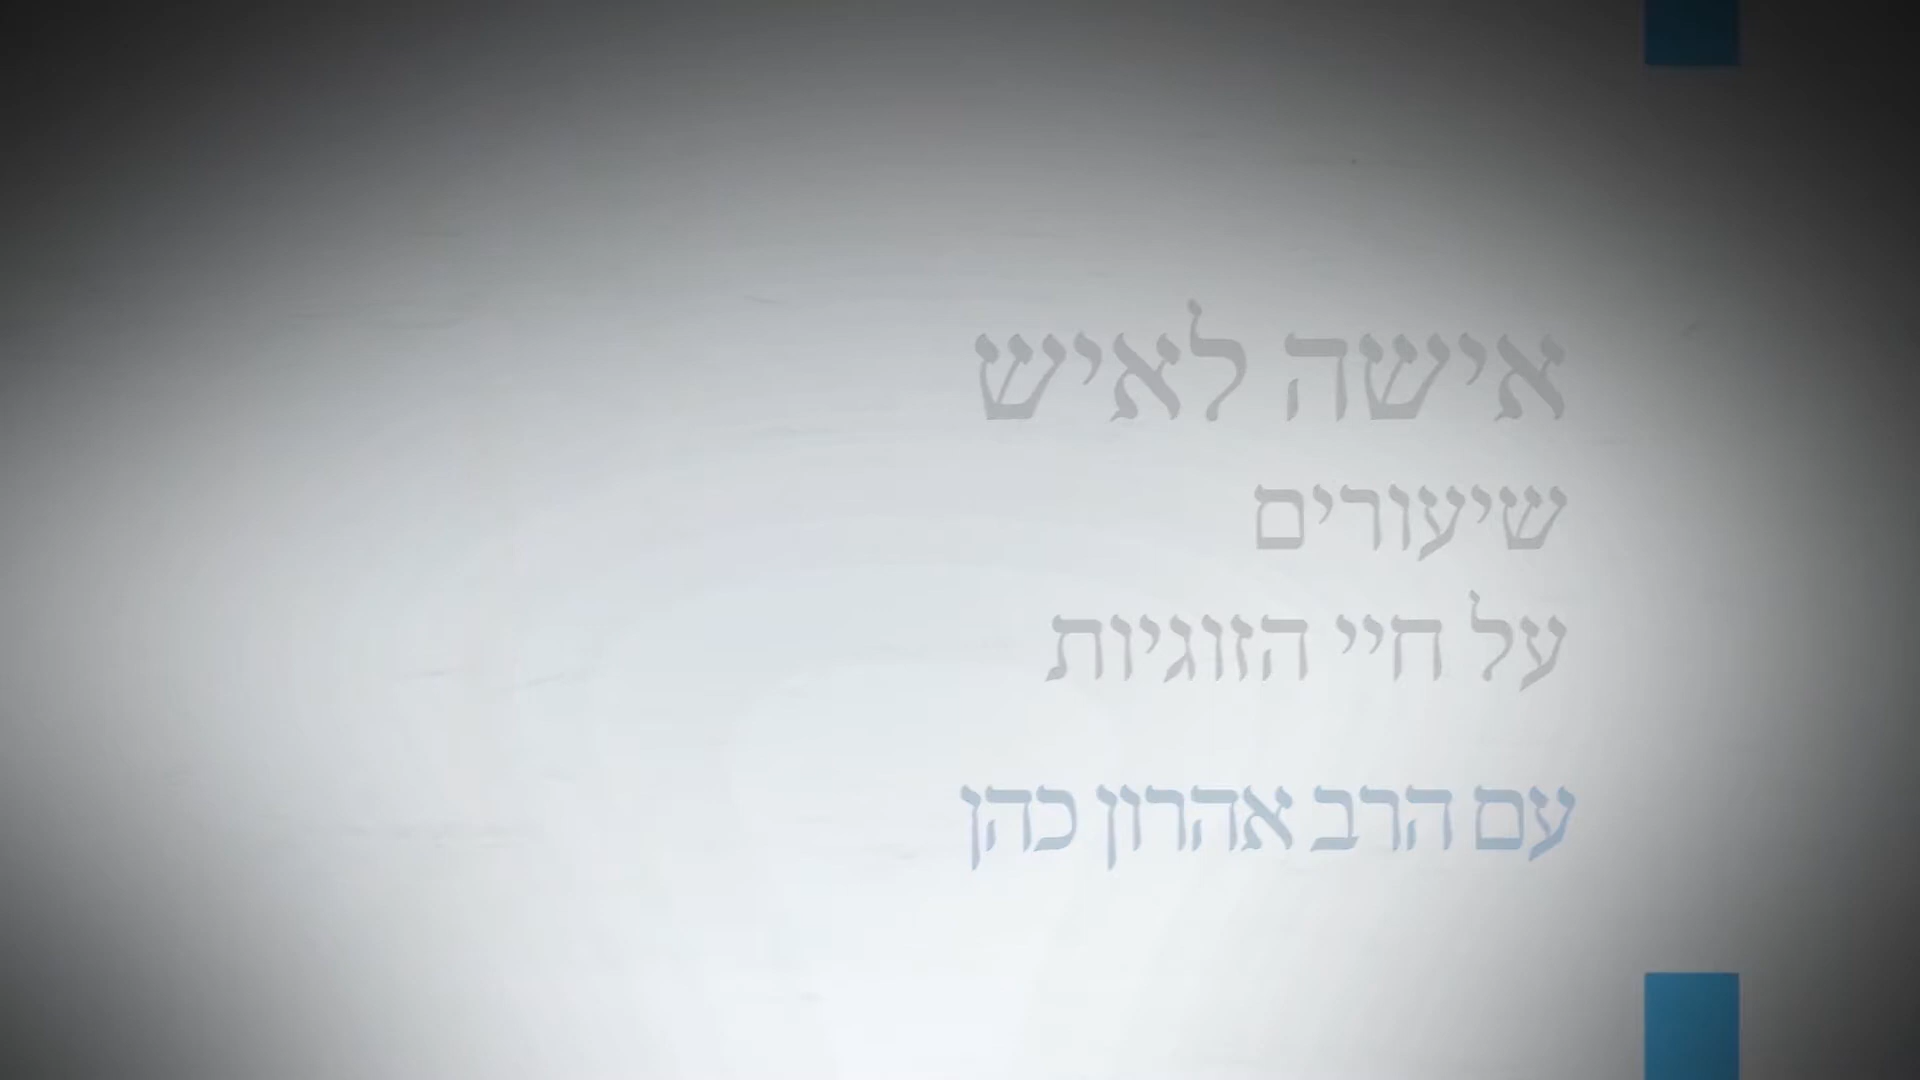 אישה לאיש
שיעורים
על חיי הזוגיות
עם הרב אהרון כהן